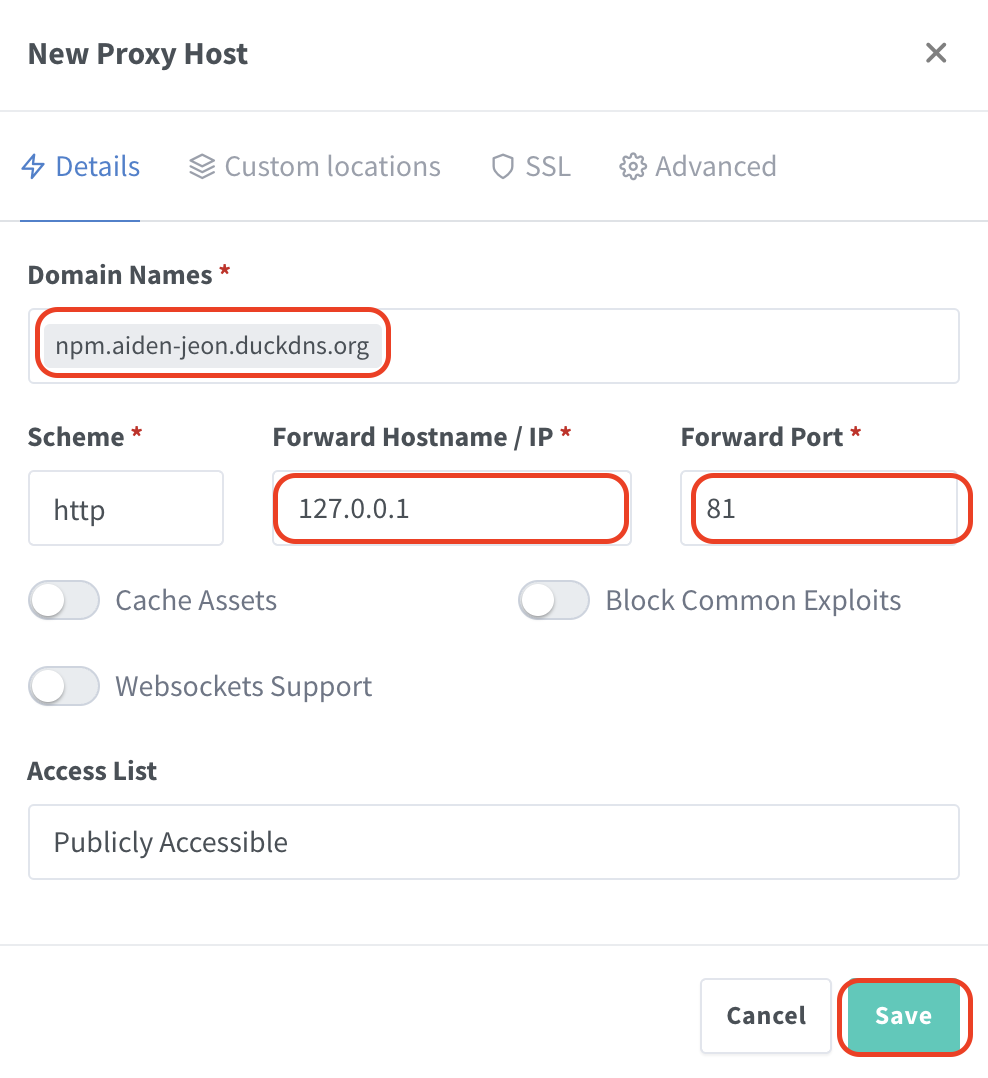 New Proxy Host
Details Custom locations SSL Advanced
Domain Names *
npm.aiden-jeon.duckdns.org
Scheme * Forward Hostname / IP * Forward Port *
http 127.0.0.1 81
Cache Assets Block Common Exploits
Websockets Support
Access List
Publicly Accessible
Cancel Save